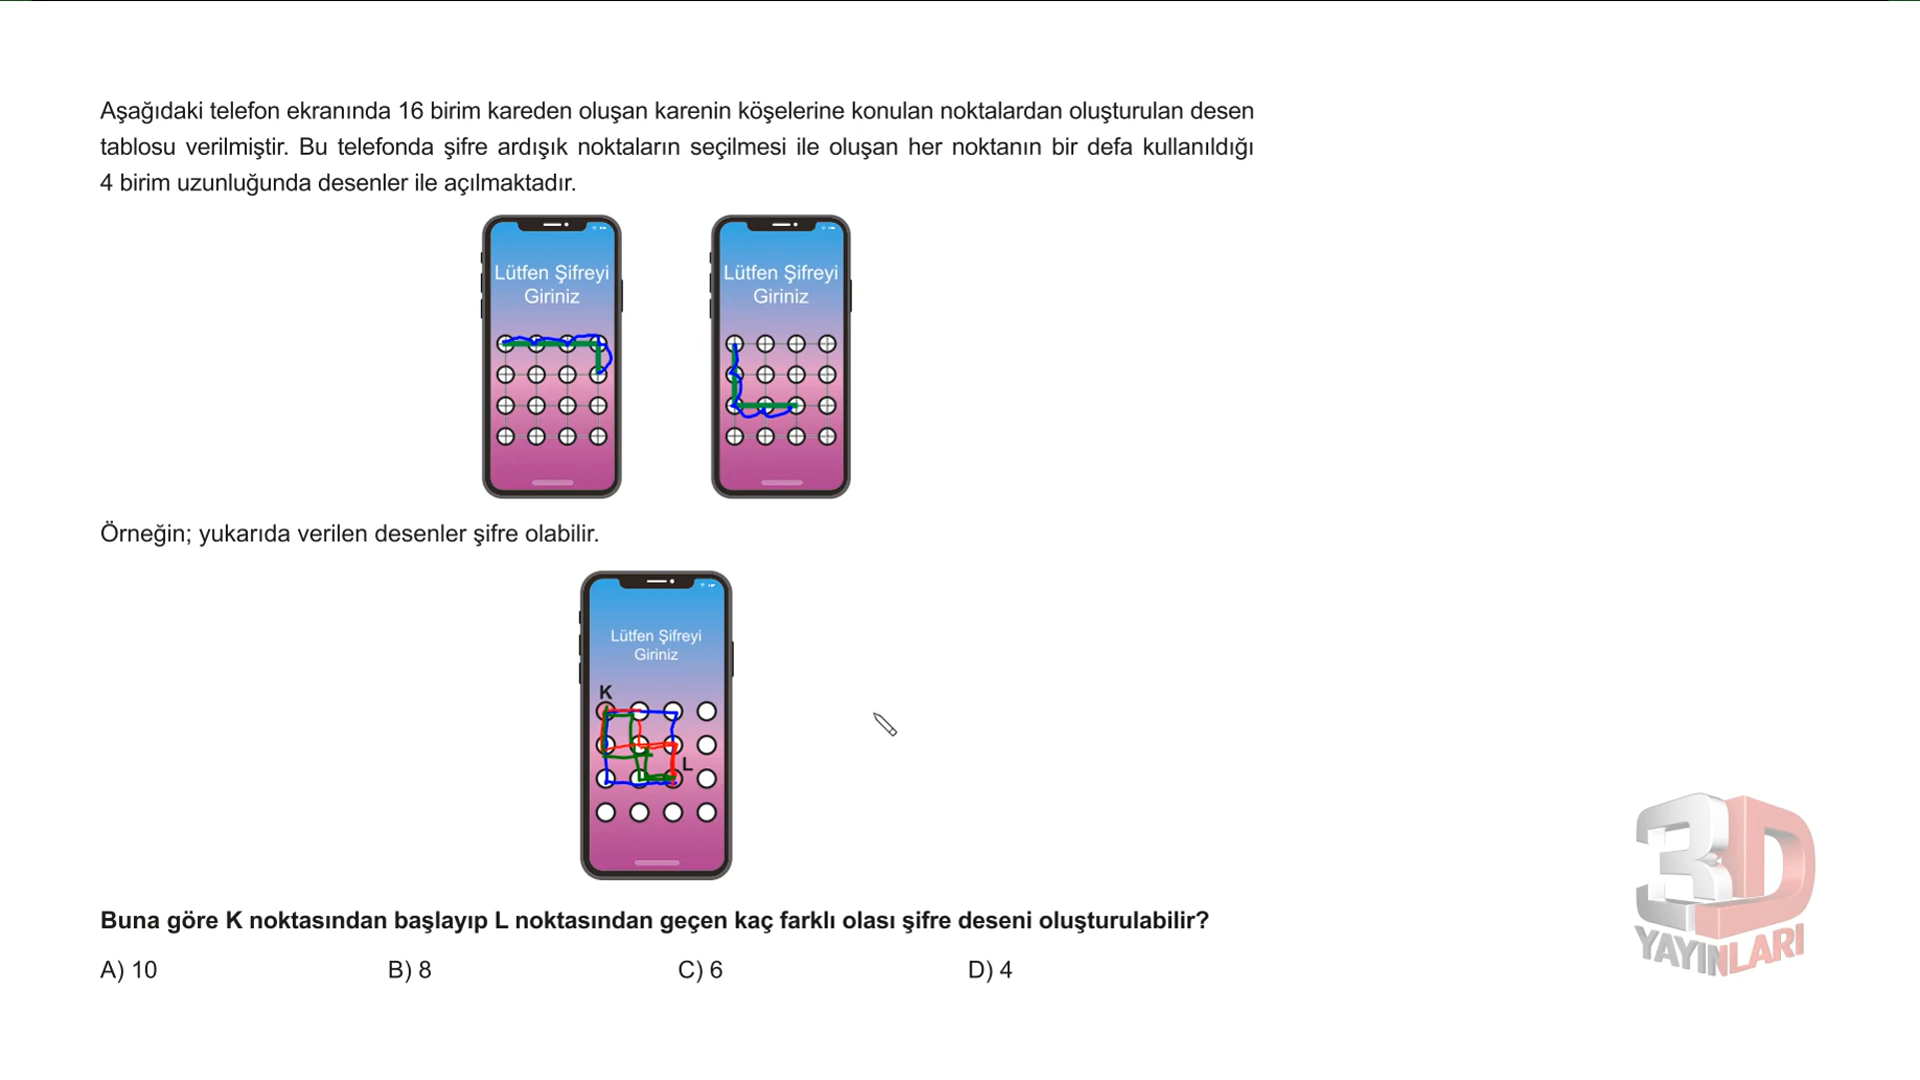 Aşağıdaki telefon ekranında 16 birim kareden oluşan karenin köşelerine konulan noktalardan oluşturulan desen
tablosu verilmiştir. Bu telefonda şifre ardışık noktaların seçilmesi ile oluşan her noktanın bir defa kullanıldığı
4 birim uzunluğunda desenler ile açılmaktadır.
Lütfen Şifreyi
Giriniz
Lütfen Şifreyi
Giriniz
Örneğin; yukarıda verilen desenler şifre olabilir.
Lütfen Şifreyi
Giriniz
K
L
Buna göre K noktasından başlayıp L noktasından geçen kaç farklı olası şifre deseni oluşturulabilir?
A) 10 B) 8 C) 6 D) 4
3D
YAYINLARI